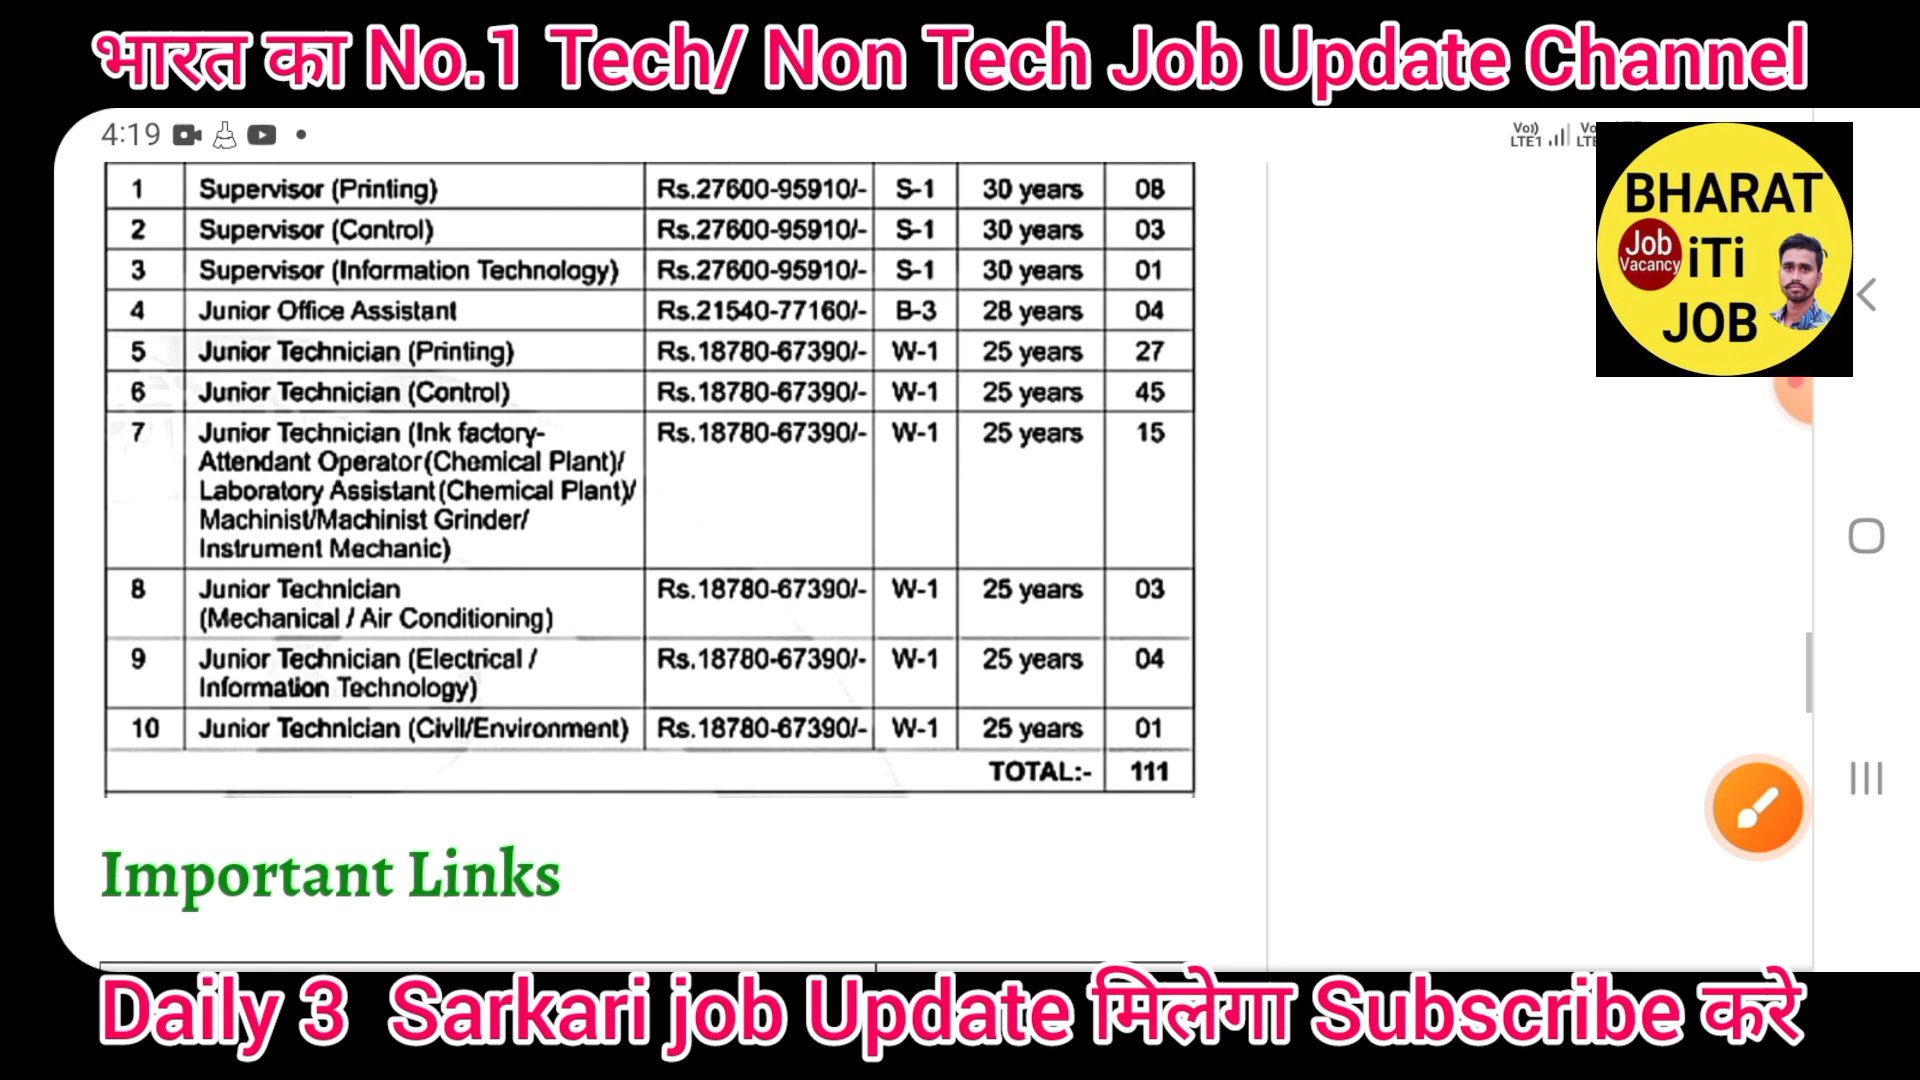 भारत का No.1 Tech/ Non Tech Job Update Channel
4:19
Vo) LTE1
BHARAT
Job Vacancy iTi
JOB
1 Supervisor (Printing) Rs.27600-95910/- S-1 30 years 08
2 Supervisor (Control) Rs.27600-95910/- S-1 30 years 03
3 Supervisor (Information Technology) Rs.27600-95910/- S-1 30 years 01
4 Junior Office Assistant Rs.21540-77160/- B-3 28 years 04
5 Junior Technician (Printing) Rs.18780-67390/- W-1 25 years 27
6 Junior Technician (Control) Rs.18780-67390/- W-1 25 years 45
7 Junior Technician (Ink factory- Rs.18780-67390/- W-1 25 years 15
Attendant Operator(Chemical Plant)/
Laboratory Assistant(Chemical Plant)/
Machinist/Machinist Grinder/
Instrument Mechanic)
8 Junior Technician Rs.18780-67390/- W-1 25 years 03
(Mechanical / Air Conditioning)
9 Junior Technician (Electrical / Rs.18780-67390/- W-1 25 years 04
Information Technology)
10 Junior Technician (Civil/Environment) Rs.18780-67390/- W-1 25 years 01
TOTAL:- 111
Important Links
Daily 3 Sarkari job Update मिलेगा Subscribe करे